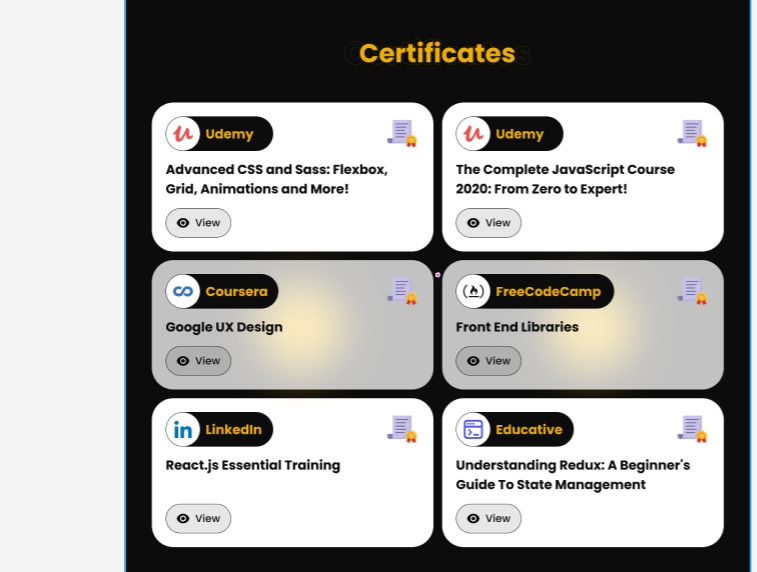 Certificates
Udemy
Advanced CSS and Sass: Flexbox,
Grid, Animations and More!
View
Udemy
The Complete JavaScript Course
2020: From Zero to Expert!
View
Coursera
Google UX Design
View
FreeCodeCamp
Front End Libraries
View
in
LinkedIn
React.js Essential Training
View
Educative
Understanding Redux: A Beginner's
Guide To State Management
View